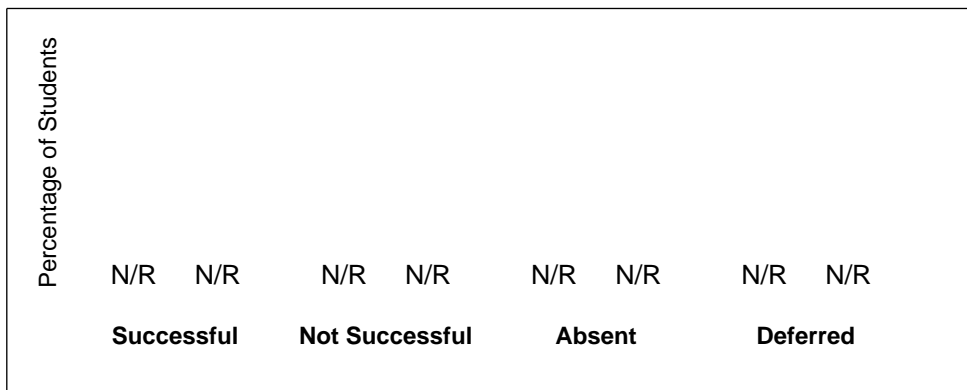 Percentage of Students
N/R N/R N/R N/R N/R N/R N/R N/R
Successful Not Successful Absent Deferred